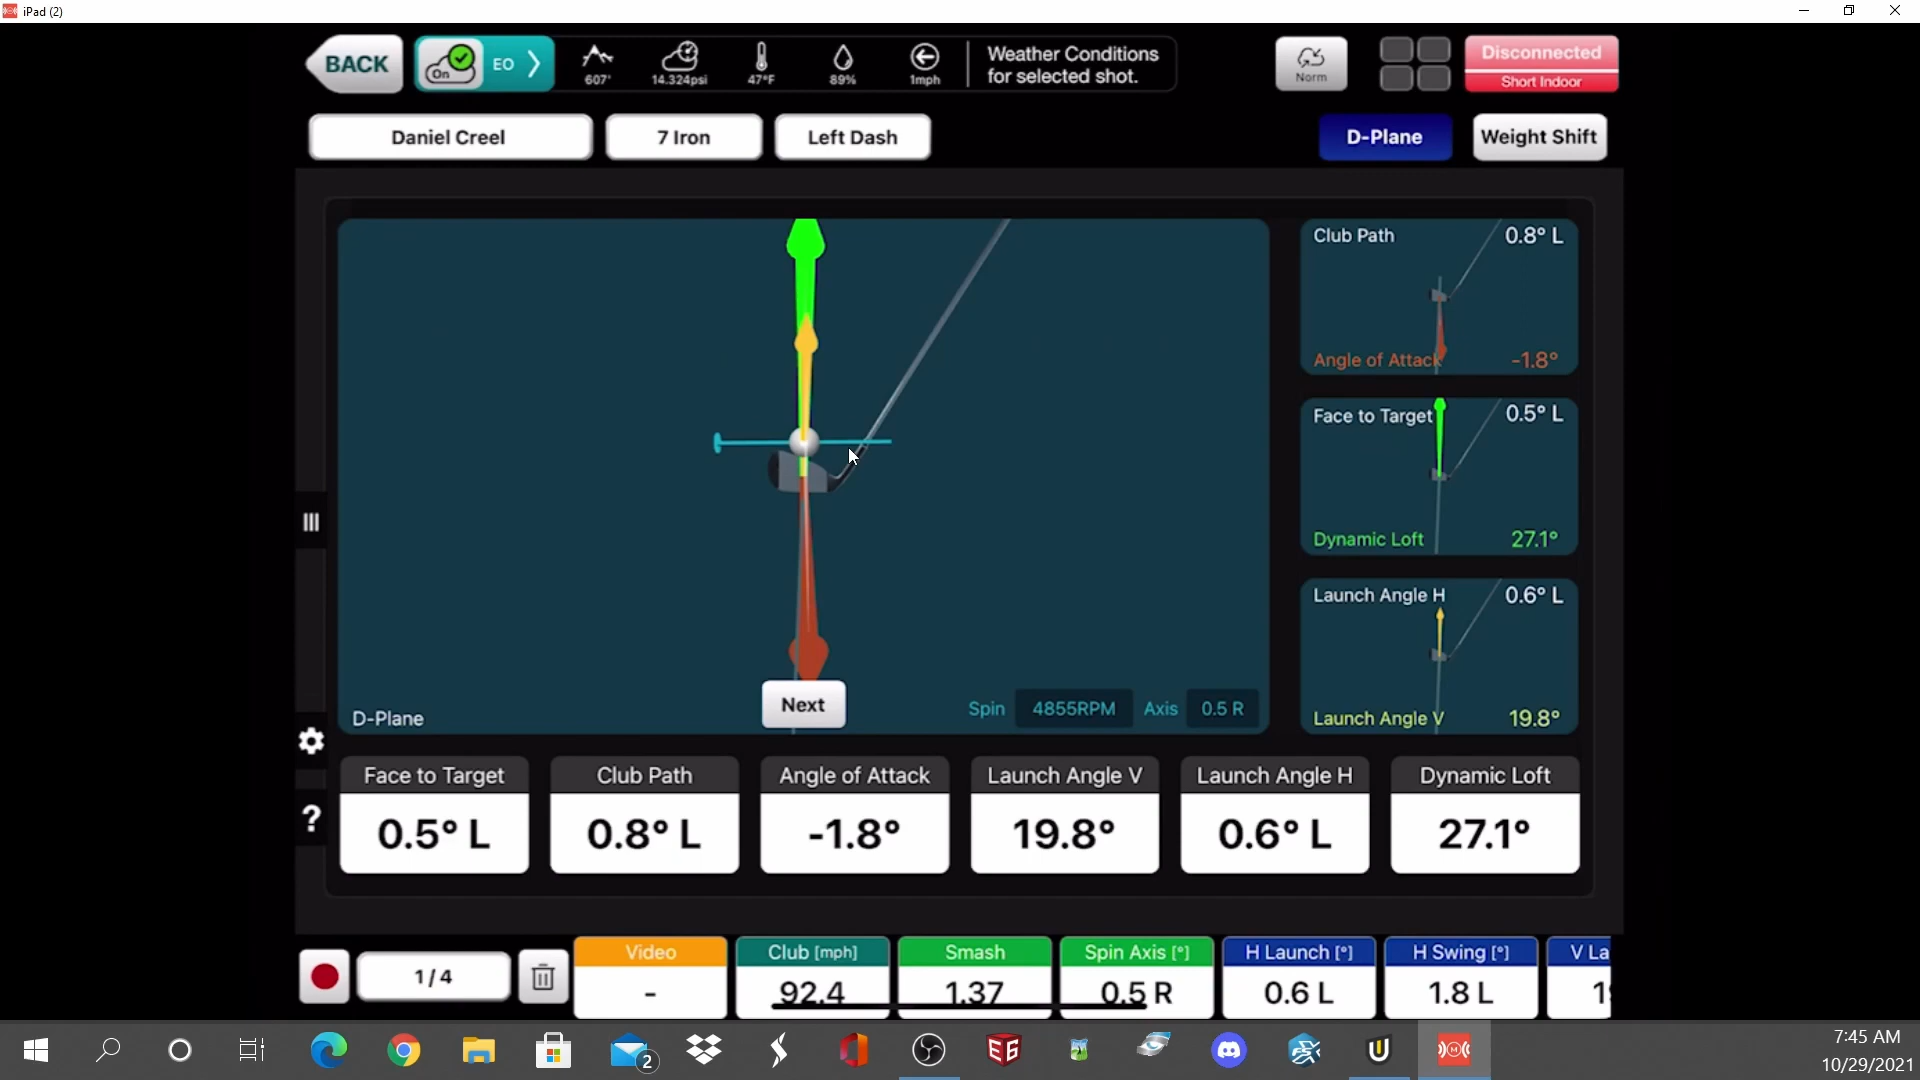 iPad (2)
BACK
On
EO
607'
14.324psi
47°F
89%
1mph
Weather Conditions
for selected shot.
Norm
Disconnected
Short Indoor
Daniel Creel
7 Iron
Left Dash
D-Plane
Weight Shift
Club Path 0.8° L
Angle of Attack -1.8°
Face to Target 0.5° L
Dynamic Loft 27.1°
Launch Angle H 0.6° L
Launch Angle V 19.8°
Next
D-Plane
Spin 4855RPM Axis 0.5 R
?
Face to Target
0.5° L
Club Path
0.8° L
Angle of Attack
-1.8°
Launch Angle V
19.8°
Launch Angle H
0.6° L
Dynamic Loft
27.1°
1/4
Video
-
Club [mph]
92.4
Smash
1.37
Spin Axis [°]
0.5 R
H Launch [°]
0.6 L
H Swing [°]
1.8 L
V La
2
E6
FSX
U
M
7:45 AM
10/29/2021